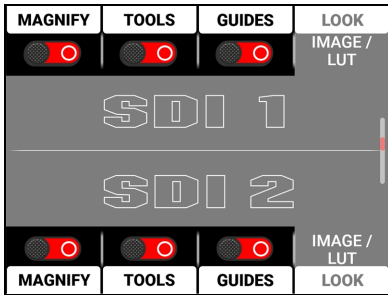 MAGNIFY TOOLS GUIDES LOOK
IMAGE /
LUT
SDI 1
SDI 2
IMAGE /
LUT
MAGNIFY TOOLS GUIDES LOOK